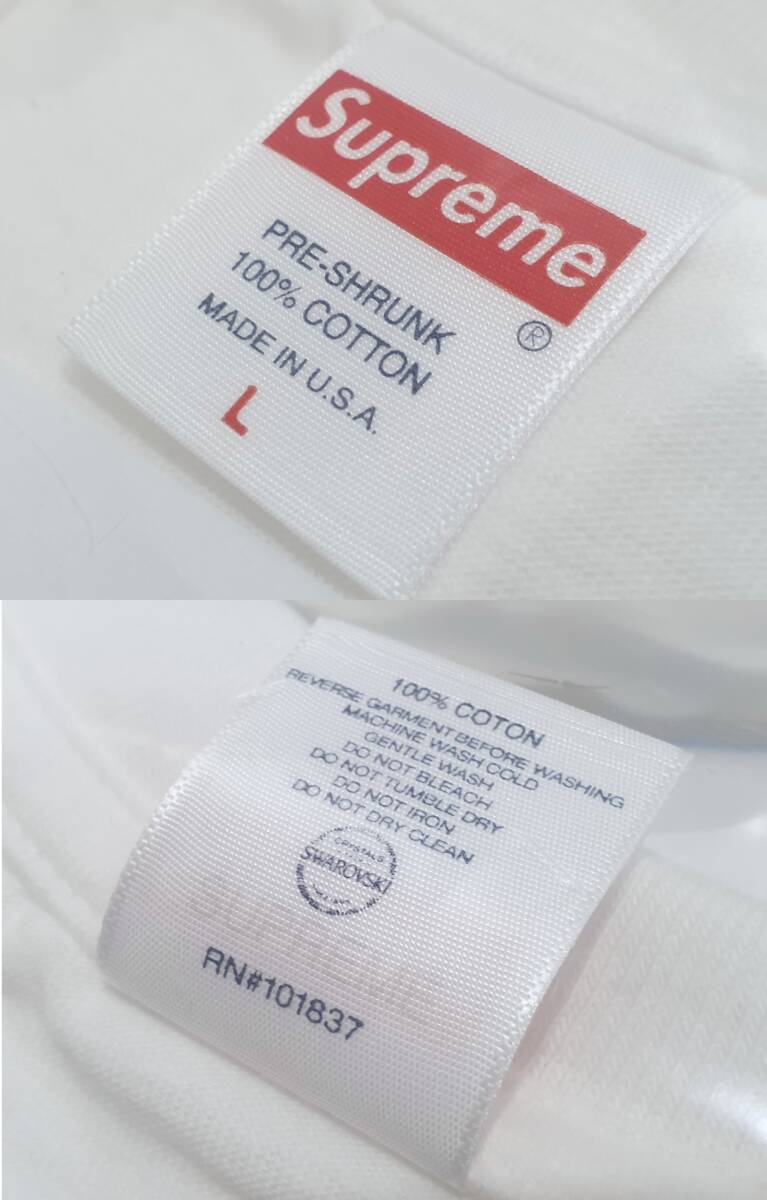 Supreme
®
PRE-SHRUNK
100% COTTON
MADE IN U.S.A.
L
100% COTON
REVERSE GARMENT BEFORE WASHING
MACHINE WASH COLD
GENTLE WASH
DO NOT BLEACH
DO NOT TUMBLE DRY
DO NOT IRON
DO NOT DRY CLEAN
CRYSTALS
SWAROVSKI
RN#101837